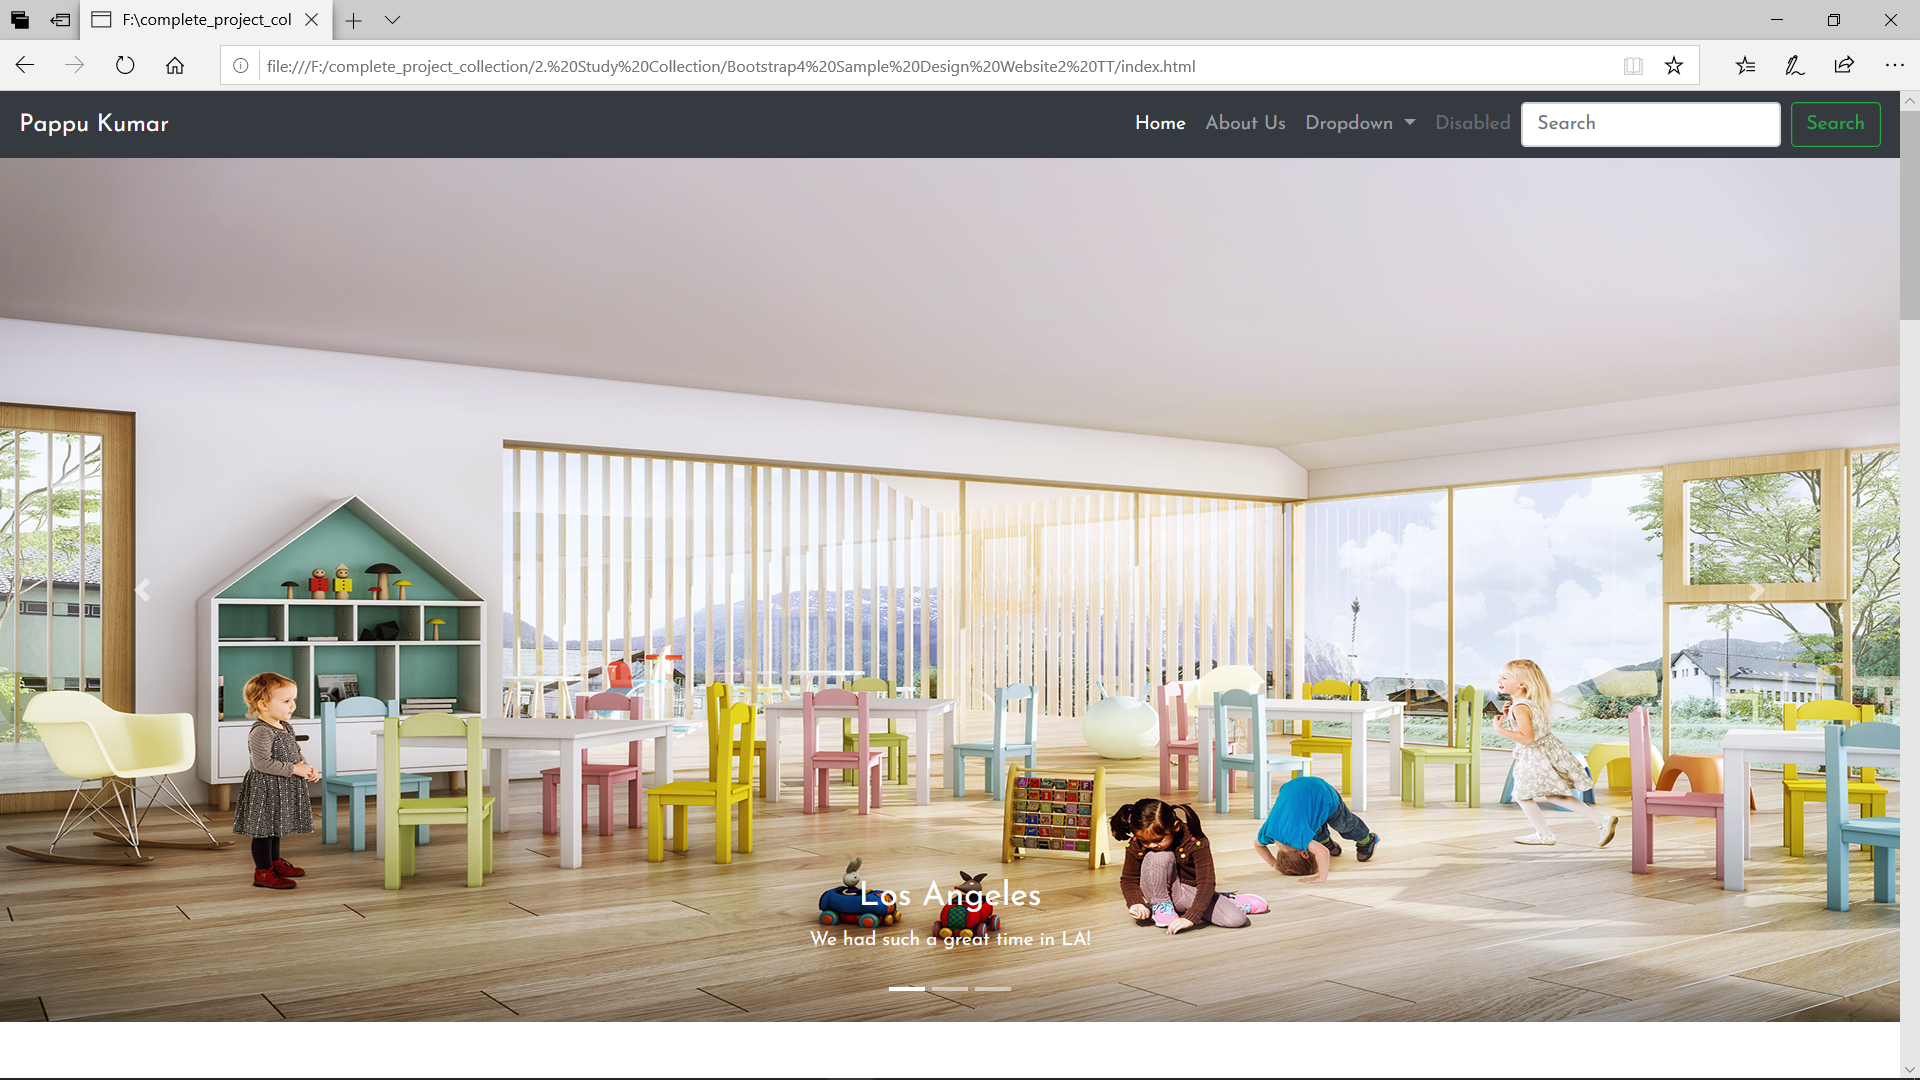 F:\complete_project_col
file:///F:/complete_project_collection/2.%20Study%20Collection/Bootstrap4%20Sample%20Design%20Website2%20TT/index.html
Pappu Kumar
Home About Us Dropdown Disabled Search Search
Los Angeles
We had such a great time in LA!